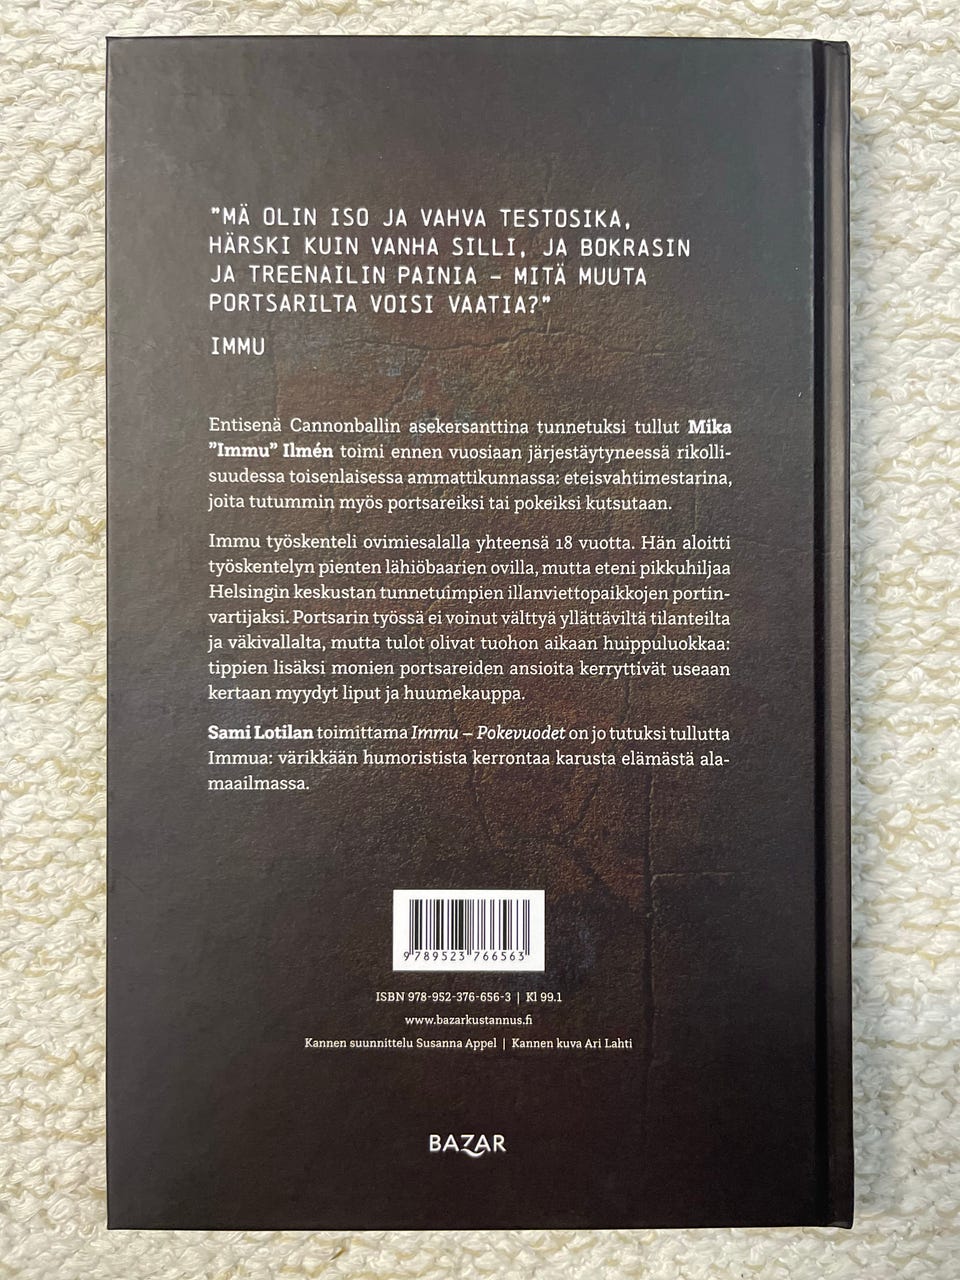 "MÄ OLIN ISO JA VAHVA TESTOSIKA,
HÄRSKI KUIN VANHA SILLI, JA BOKRASIN
JA TREENAILIN PAINIA – MITÄ MUUTA
PORTSARILTA VOISI VAATIA?"
IMMU
Entisenä Cannonballin asekersanttina tunnetuksi tullut Mika
"Immu" Ilmén toimi ennen vuosiaan järjestäytyneessä rikolli-
suudessa toisenlaisessa ammattikunnassa: eteisvahtimestarina,
joita tutummin myös portsareiksi tai pokeiksi kutsutaan.
Immu työskenteli ovimiesalalla yhteensä 18 vuotta. Hän aloitti
työskentelyn pienten lähiöbaarien ovilla, mutta eteni pikkuhiljaa
Helsingin keskustan tunnetuimpien illanviettopaikkojen portin-
vartijaksi. Portsarin työssä ei voinut välttyä yllättäviltä tilanteilta
ja väkivallalta, mutta tulot olivat tuohon aikaan huippuluokkaa:
tippien lisäksi monien portsareiden ansioita kerryttivät useaan
kertaan myydyt liput ja huumekauppa.
Sami Lotilan toimittama Immu – Pokevuodet on jo tutuksi tullutta
Immua: värikkään humoristista kerrontaa karusta elämästä ala-
maailmassa.
9 789523 766563
ISBN 978-952-376-656-3 | Kl 99.1
www.bazarkustannus.fi
Kannen suunnittelu Susanna Appel | Kannen kuva Ari Lahti
BAZAR